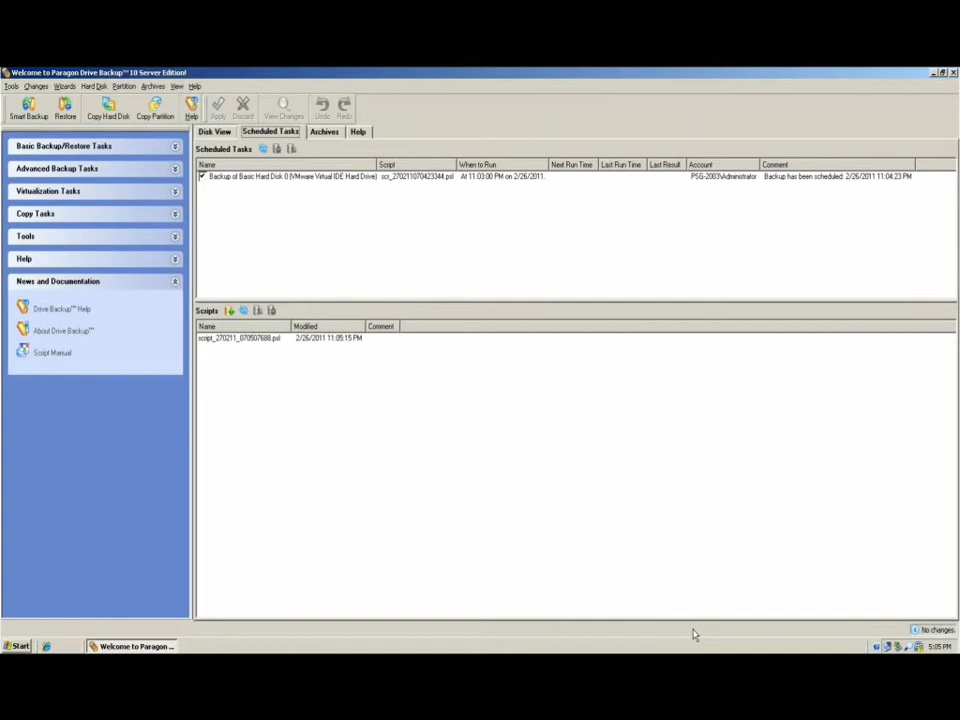 Welcome to Paragon Drive Backup™ 10 Server Edition!
Tools Changes Wizards Hard Disk Partition Archives View Help
Smart Backup Restore Copy Hard Disk Copy Partition Help Apply Discard View Changes Undo Redo
Basic Backup/Restore Tasks
Advanced Backup Tasks
Virtualization Tasks
Copy Tasks
Tools
Help
News and Documentation
Drive Backup™ Help
About Drive Backup™
Script Manual
Disk View Scheduled Tasks Archives Help
Scheduled Tasks
Name Script When to Run Next Run Time Last Run Time Last Result Account Comment
Backup of Basic Hard Disk 0 (VMware Virtual IDE Hard Drive) scr_270211070423344.psl At 11:03:00 PM on 2/26/2011. PSG-2003\Administrator Backup has been scheduled: 2/26/2011 11:04:23 PM
Scripts
Name Modified Comment
script_270211_070507688.psl 2/26/2011 11:05:15 PM
No changes.
Start Welcome to Paragon ... 5:05 PM